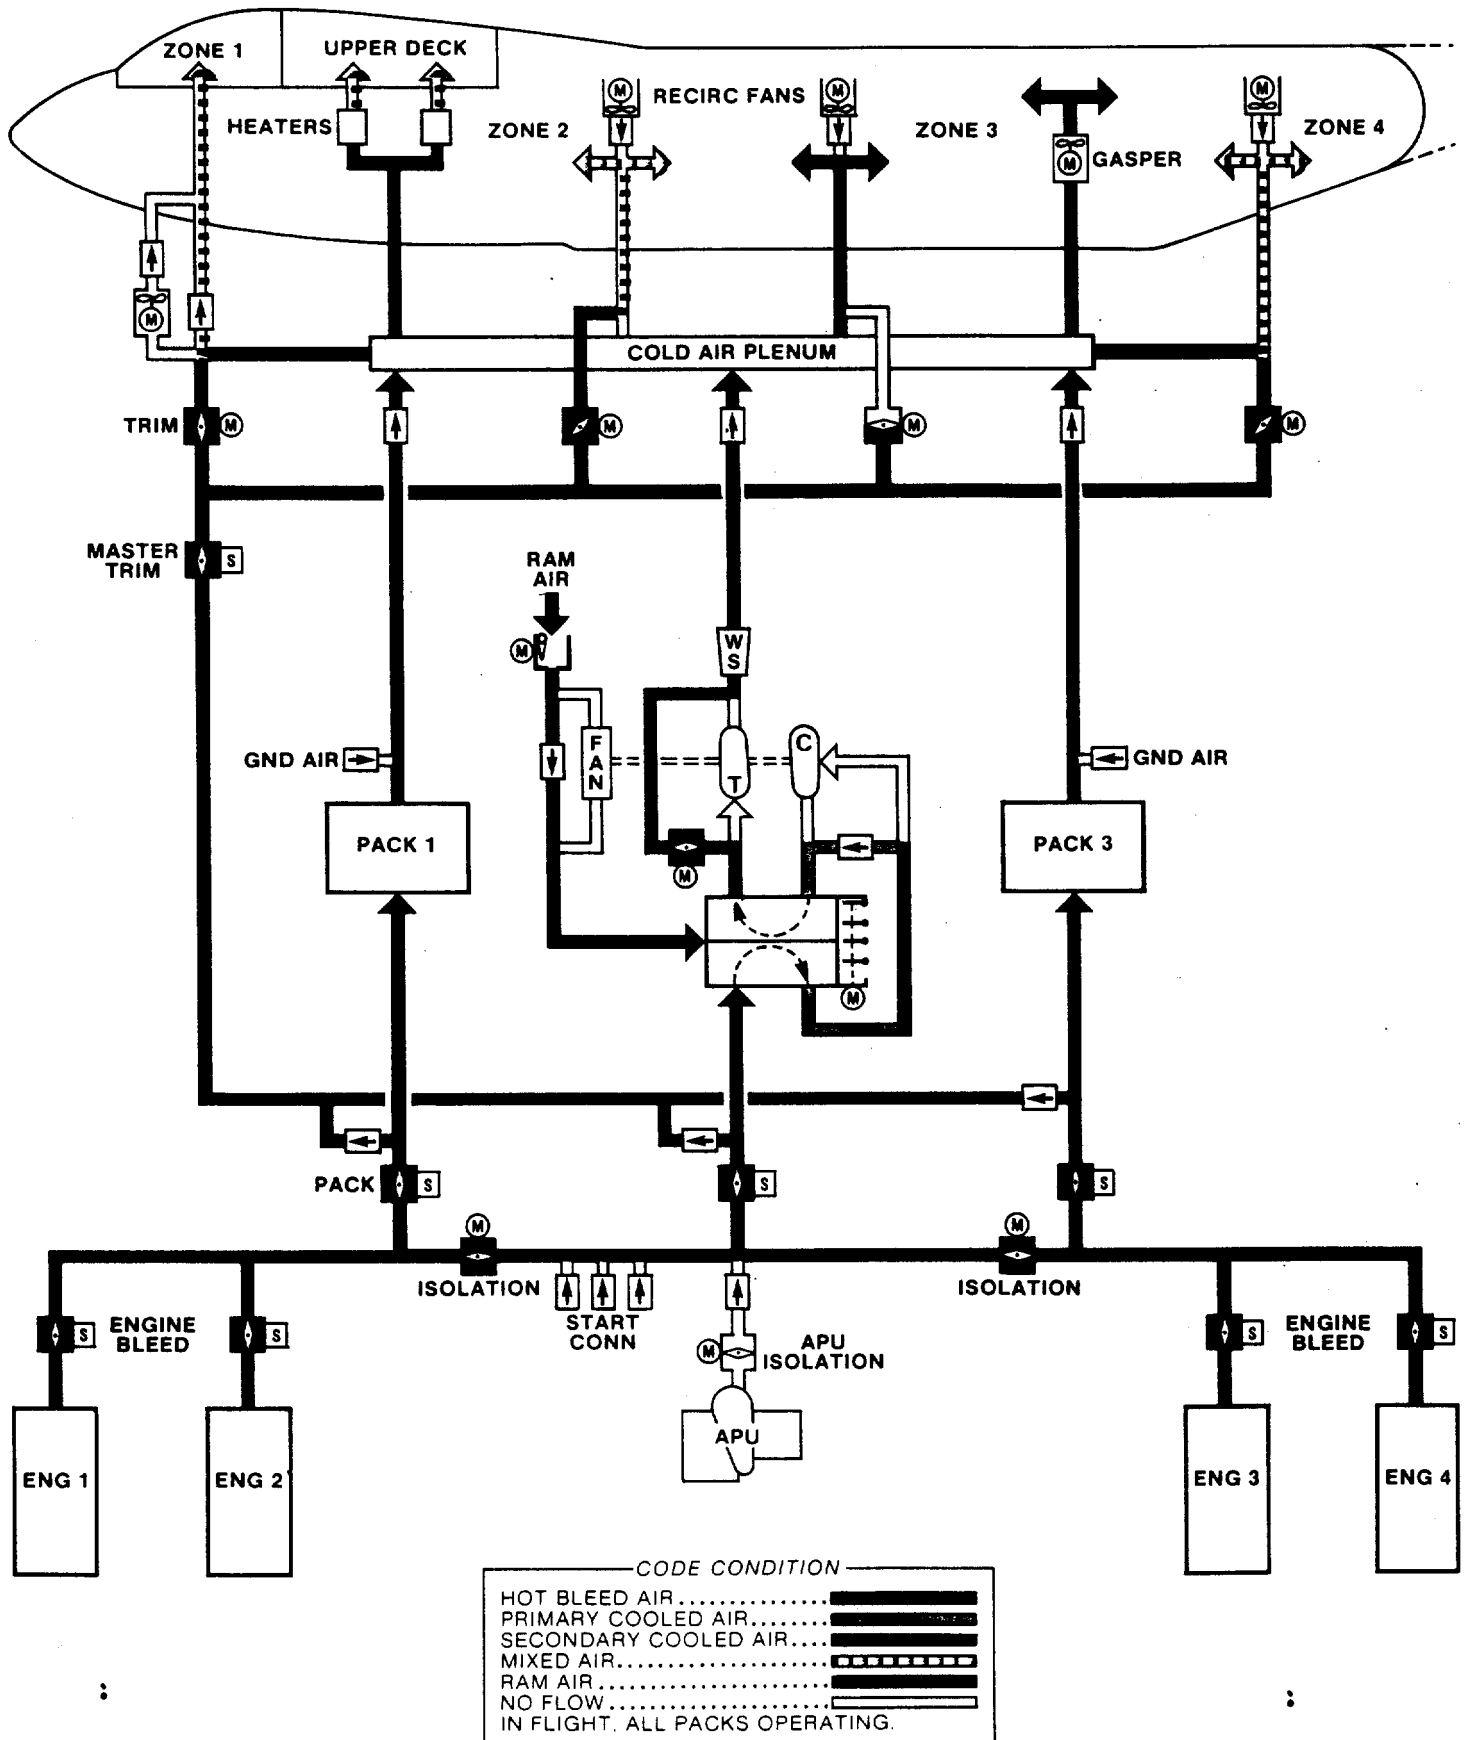 ZONE 1
UPPER DECK
HEATERS
ZONE 2
M
RECIRC FANS
M
ZONE 3
M
GASPER
M
ZONE 4
M
COLD AIR PLENUM
TRIM
M
M
M
M
MASTER
TRIM
S
RAM
AIR
M
W
S
GND AIR
F
A
N
T
C
GND AIR
PACK 1
M
PACK 3
M
PACK
S
S
S
M
ISOLATION
M
ISOLATION
START
CONN
S
ENGINE
BLEED
S
M
APU
ISOLATION
S
ENGINE
BLEED
S
APU
ENG 1
ENG 2
ENG 3
ENG 4
CODE CONDITION
HOT BLEED AIR..............
PRIMARY COOLED AIR.......
SECONDARY COOLED AIR....
MIXED AIR....................
RAM AIR......................
NO FLOW.....................
IN FLIGHT, ALL PACKS OPERATING.